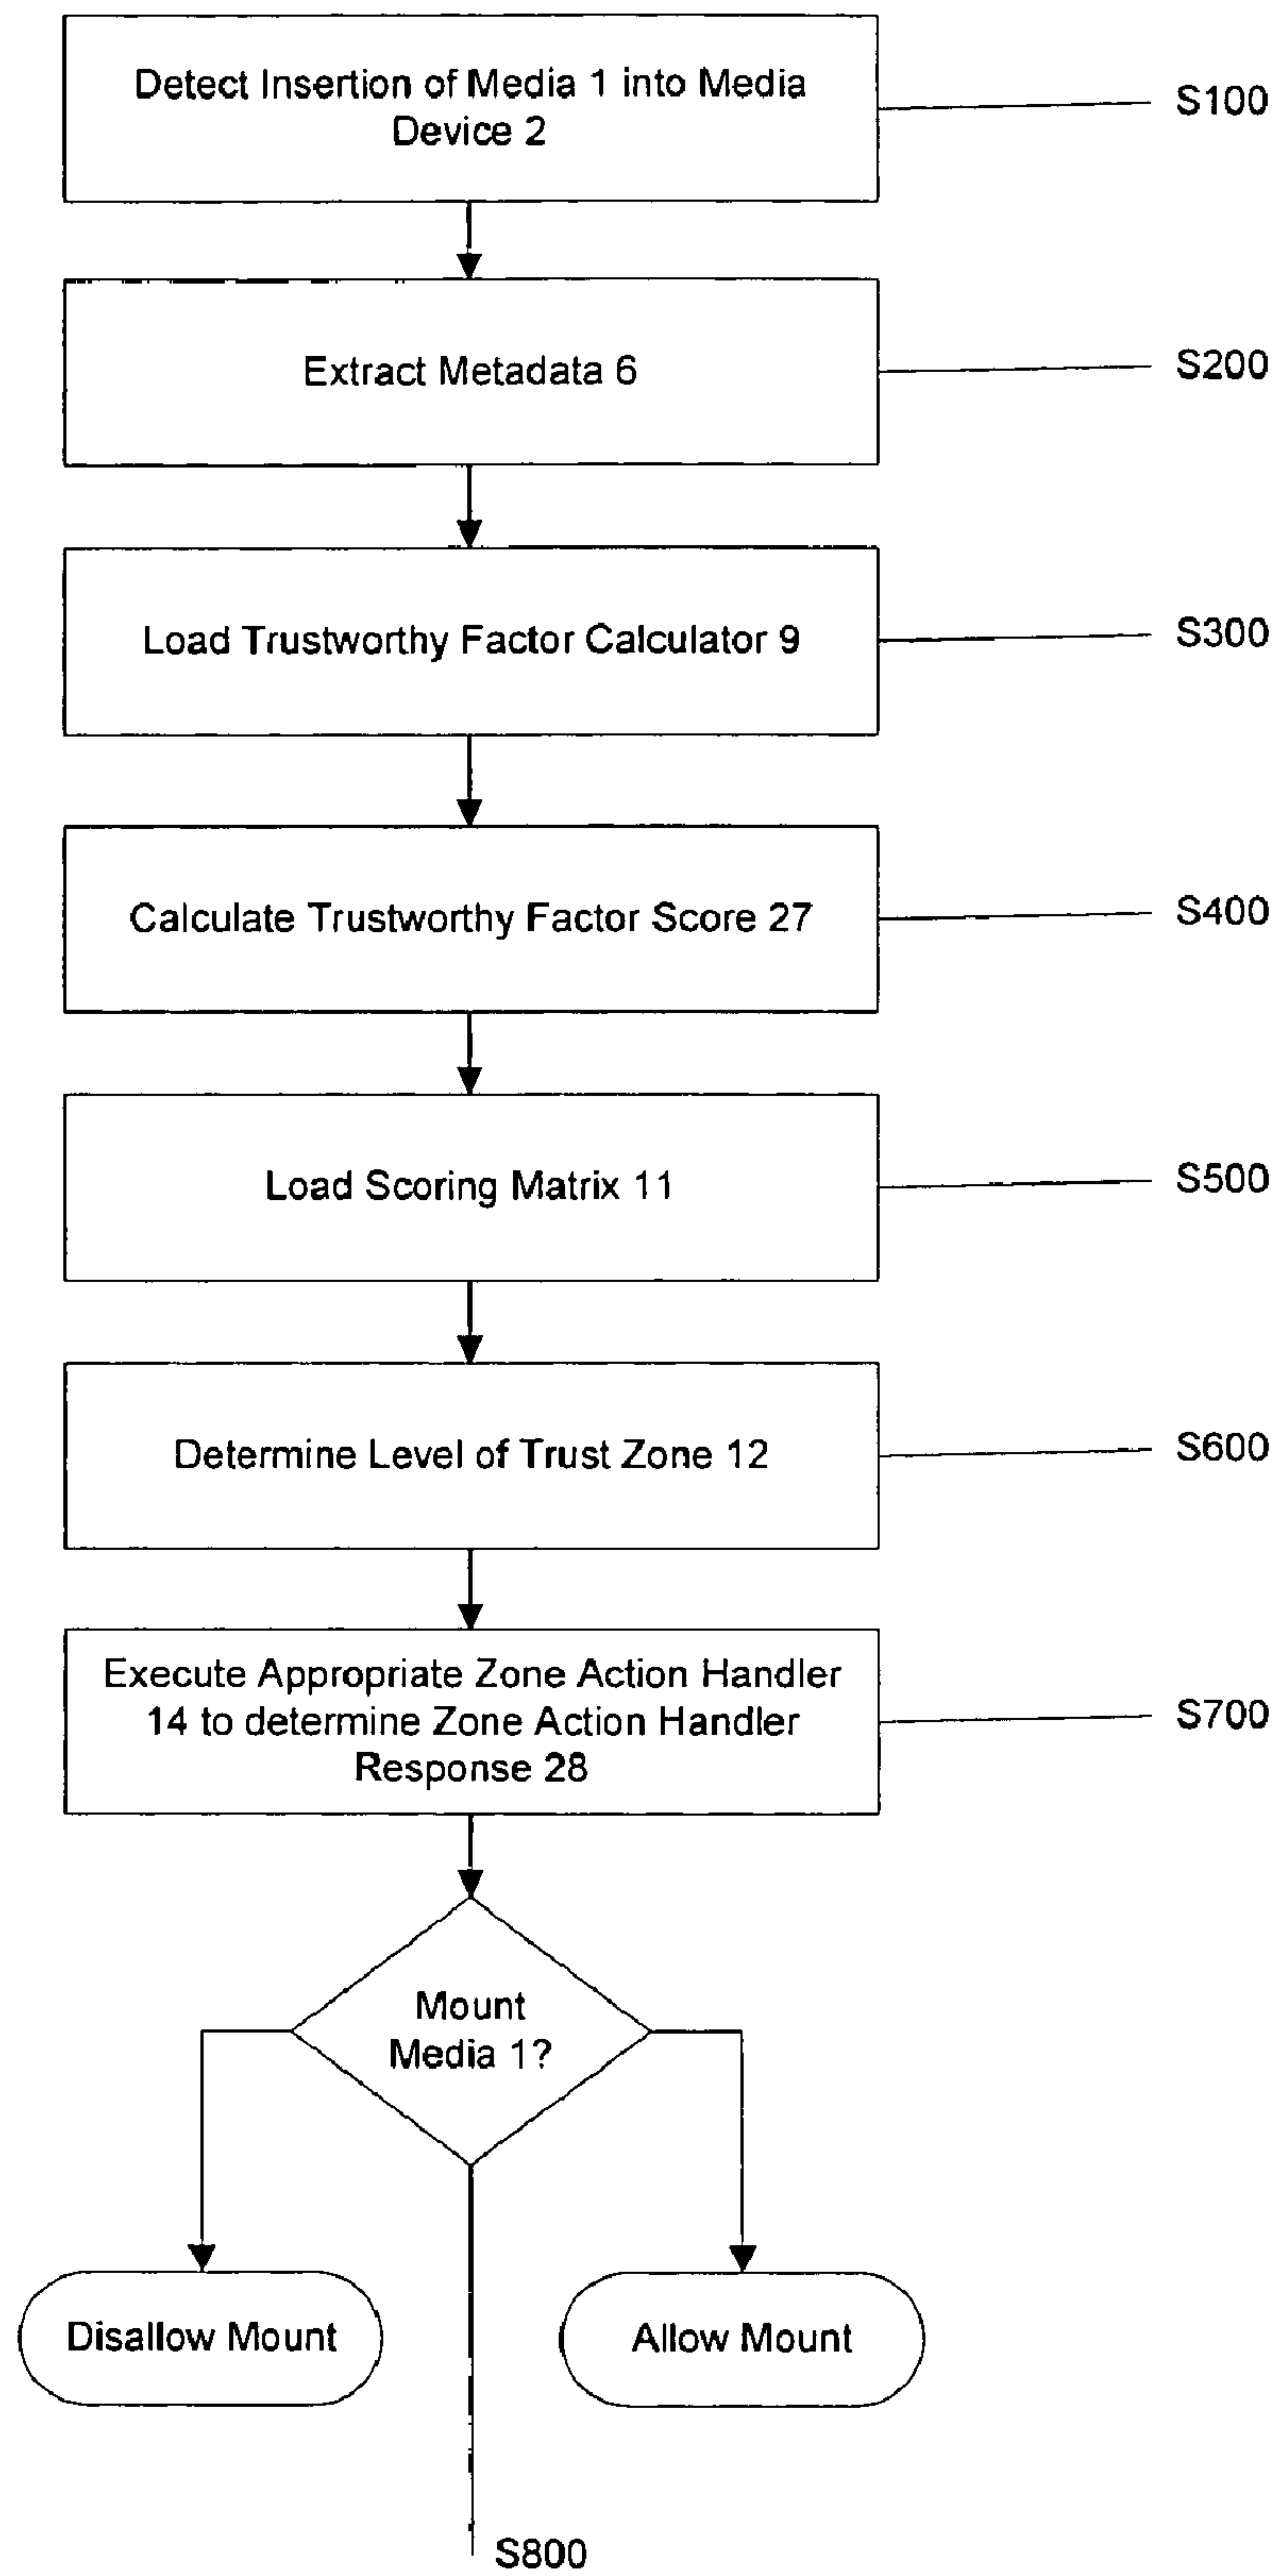 Detect Insertion of Media 1 into Media
Device 2
S100
Extract Metadata 6
S200
Load Trustworthy Factor Calculator 9
S300
Calculate Trustworthy Factor Score 27
S400
Load Scoring Matrix 11
S500
Determine Level of Trust Zone 12
S600
Execute Appropriate Zone Action Handler
14 to determine Zone Action Handler
Response 28
S700
Mount
Media 1?
Disallow Mount
Allow Mount
S800